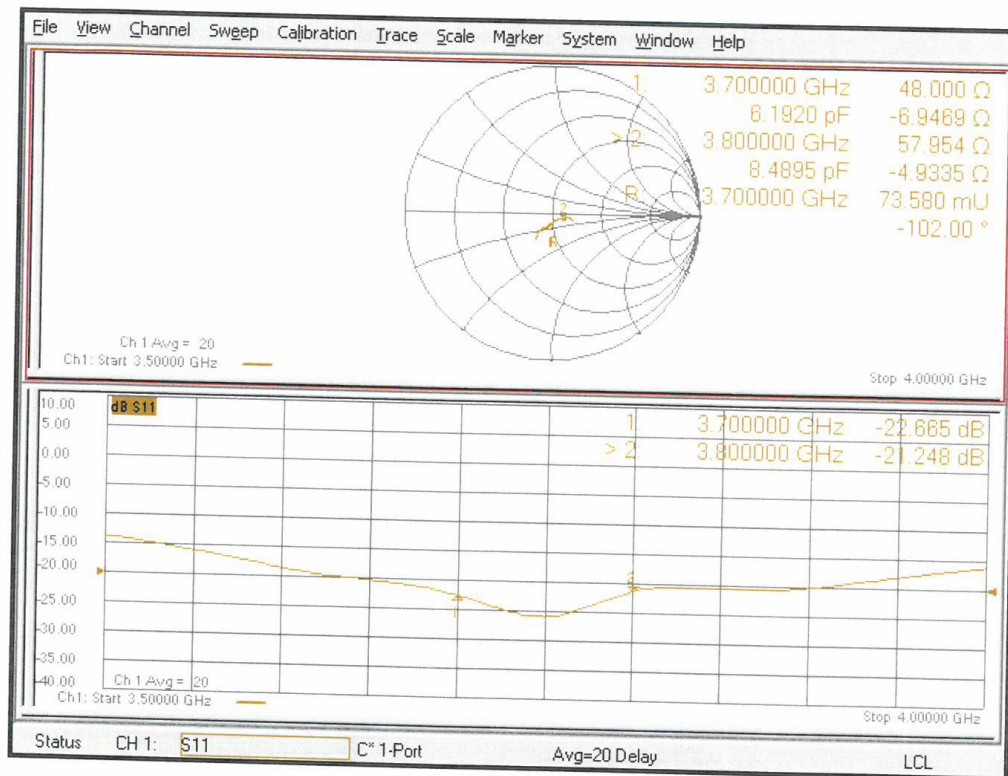 File View Channel Sweep Calibration Trace Scale Marker System Window Help
1: 3.700000 GHz 48.000 Ω
6.1920 pF -6.9469 Ω
> 2: 3.800000 GHz 57.954 Ω
8.4895 pF -4.9335 Ω
R 3.700000 GHz 73.580 mU
-102.00 °
2
R
Ch 1 Avg = 20
Ch1: Start 3.50000 GHz
Stop 4.00000 GHz
10.00
dB S11
5.00
0.00
-5.00
-10.00
-15.00
-20.00
-25.00
-30.00
-35.00
-40.00
1 3.700000 GHz -22.665 dB
> 2 3.800000 GHz -21.248 dB
2
1
Ch 1 Avg = 20
Ch1: Start 3.50000 GHz
Stop 4.00000 GHz
Status CH 1: S11 C* 1-Port Avg=20 Delay LCL